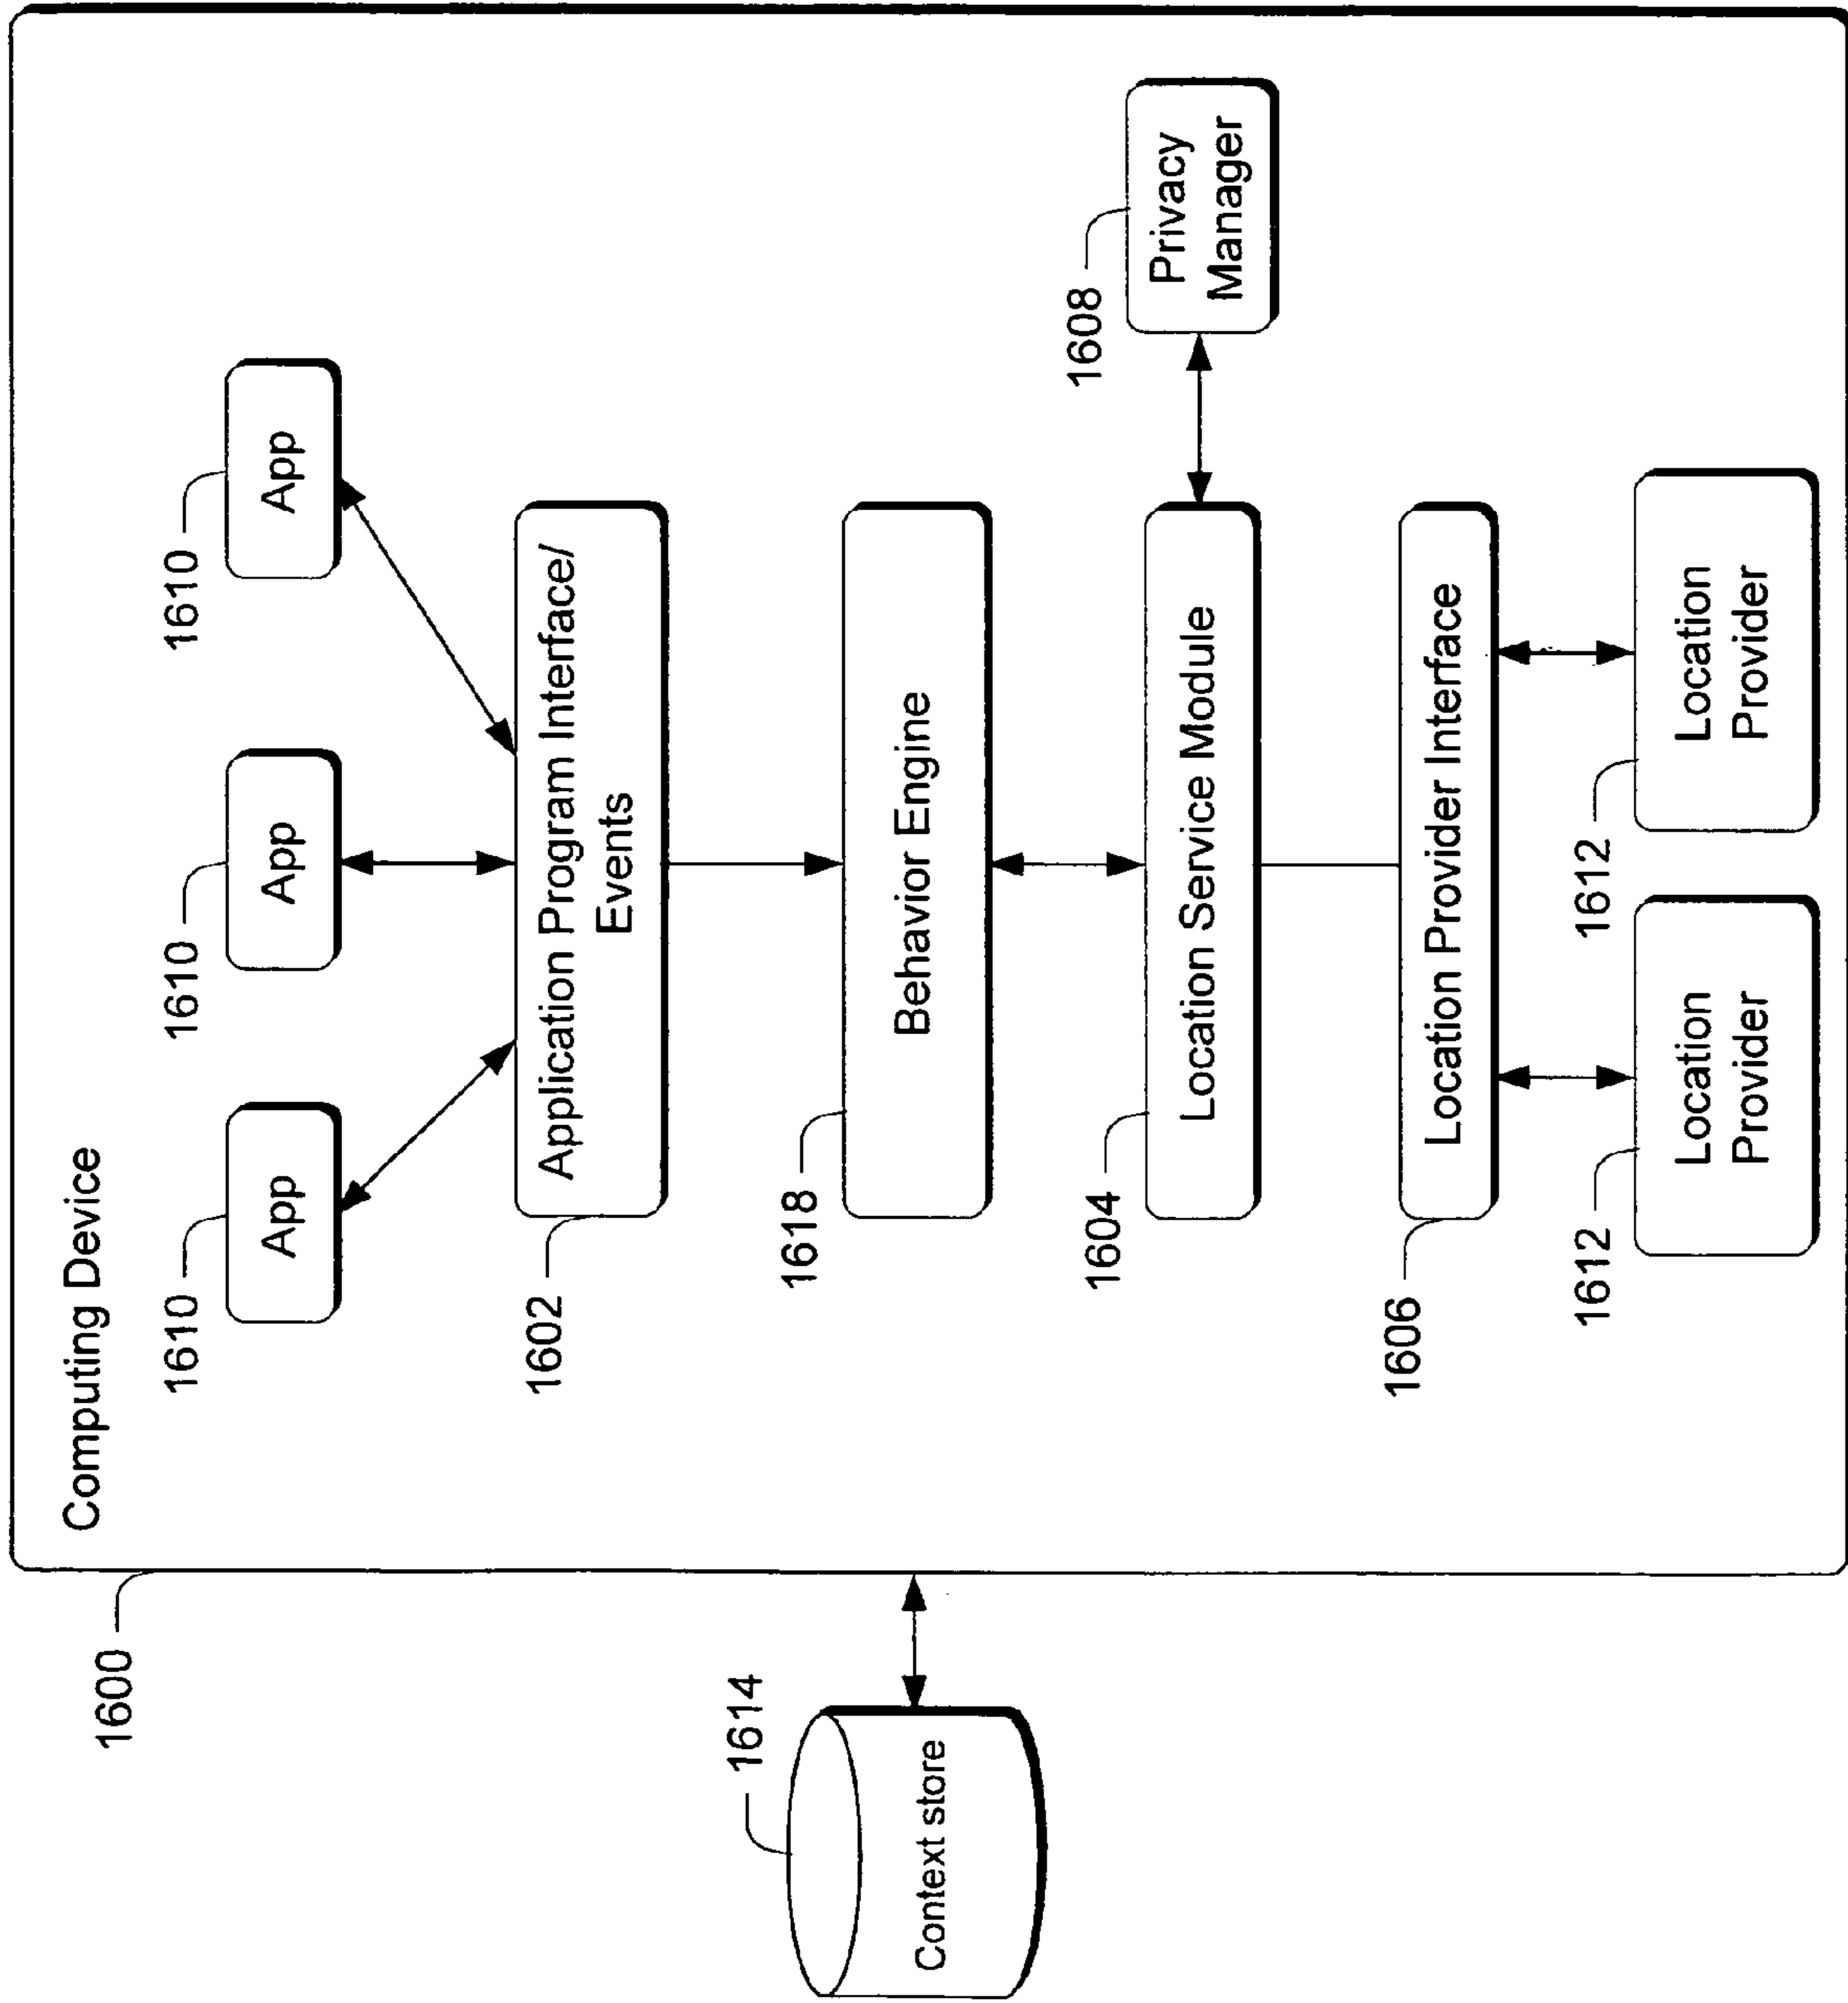 1600
Computing Device
1610
App
1610
App
1610
App
1602
Application Program Interface/
Events
1618
Behavior Engine
1614
Context store
1604
Location Service Module
1608
Privacy
Manager
1606
Location Provider Interface
1612
Location
Provider
1612
Location
Provider